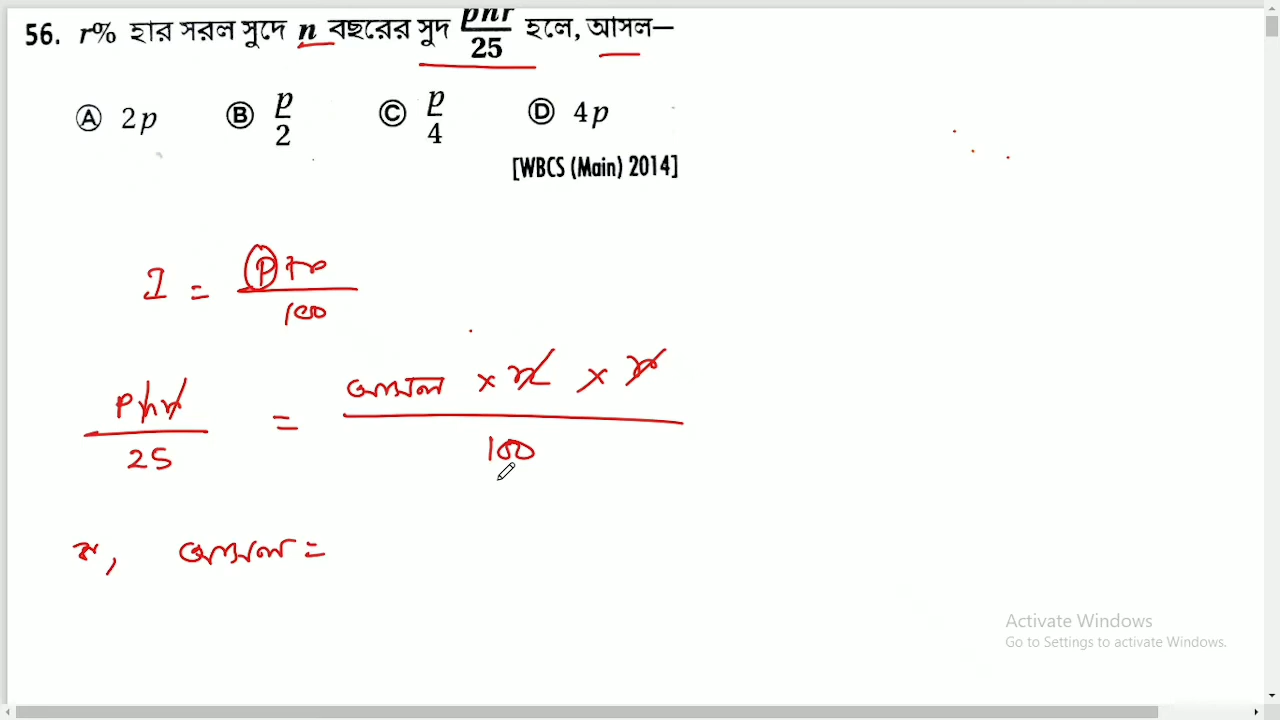 56. r% হার সরল সুদে n বছরের সুদ pnr/25 হলে, আসল—
Ⓐ 2p Ⓑ p/2 Ⓒ p/4 Ⓓ 4p
[WBCS (Main) 2014]
I = Ptr/100
Pnr/25 = আসল × n × r/100
বা, আসল =
Activate Windows
Go to Settings to activate Windows.